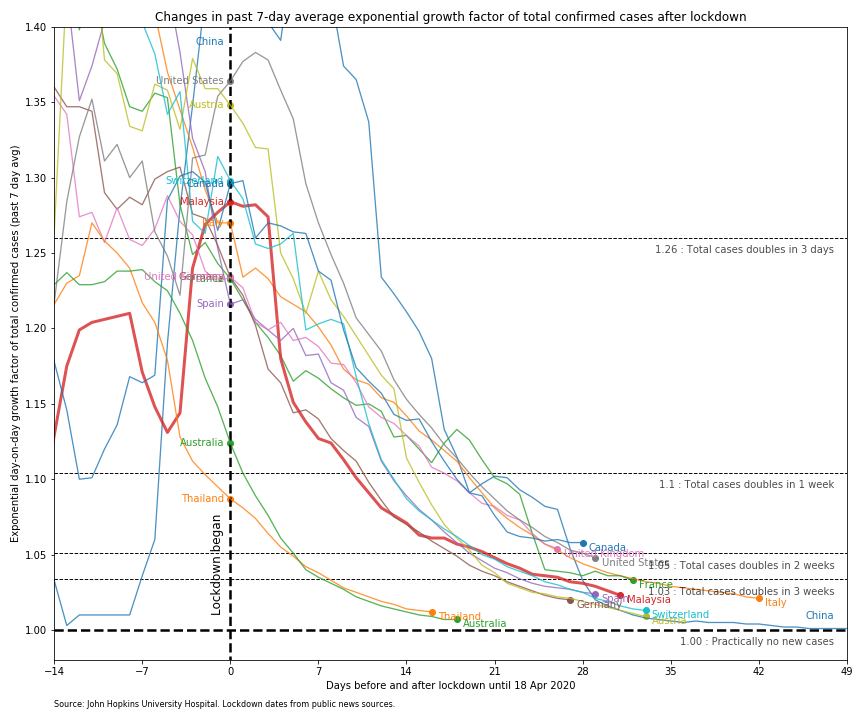 Changes in past 7-day average exponential growth factor of total confirmed cases after lockdown
Exponential day-on-day growth factor of total confirmed cases (past 7 day avg)
1.40
1.35
1.30
1.25
1.20
1.15
1.10
1.05
1.00
China
United States
Austria
Switzerland
Canada
Malaysia
Italy
United Kingdom
Germany
France
Spain
Australia
Thailand
Lockdown began
1.26 : Total cases doubles in 3 days
1.1 : Total cases doubles in 1 week
Canada
United Kingdom
United States
1.05 : Total cases doubles in 2 weeks
France
1.03 : Total cases doubles in 3 weeks
Spain
Malaysia
Italy
Germany
Thailand
Switzerland
China
Australia
Austria
1.00 : Practically no new cases
−14
−7
0
7
14
21
28
35
42
49
Days before and after lockdown until 18 Apr 2020
Source: John Hopkins University Hospital. Lockdown dates from public news sources.